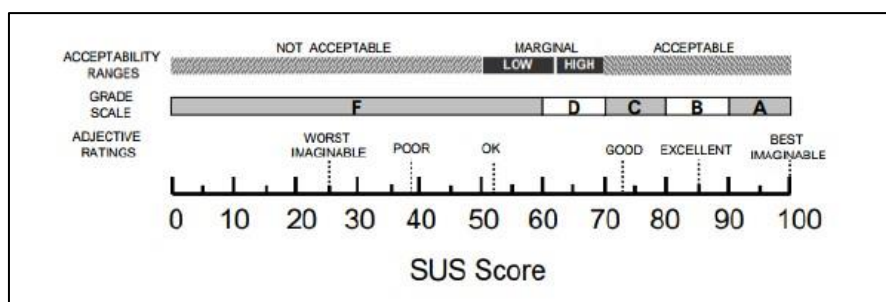 NOT ACCEPTABLE MARGINAL ACCEPTABLE
ACCEPTABILITY
RANGES
LOW HIGH
GRADE
SCALE
F D C B A
ADJECTIVE
RATINGS
WORST
IMAGINABLE
POOR OK GOOD EXCELLENT
BEST
IMAGINABLE
0 10 20 30 40 50 60 70 80 90 100
SUS Score